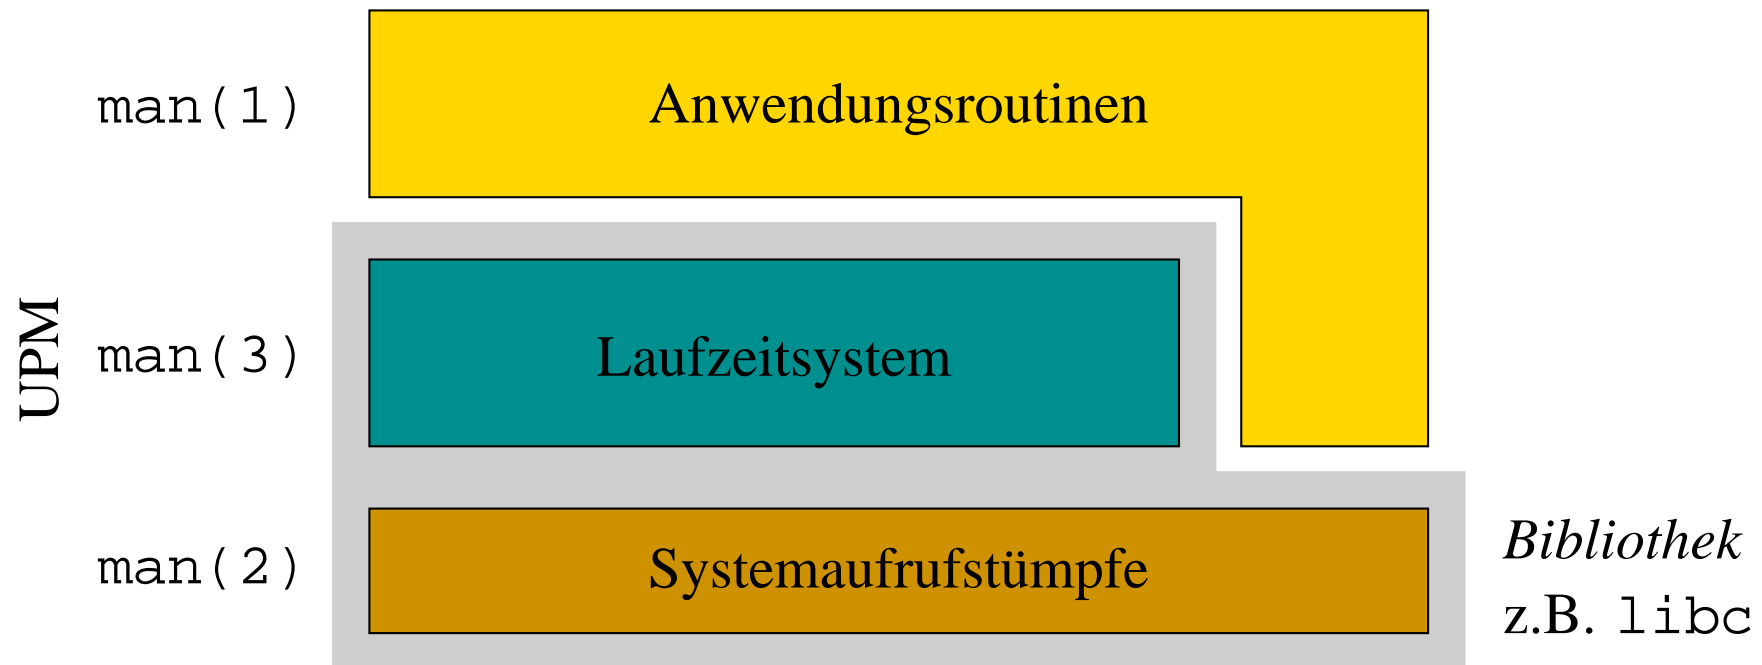 man(1)
Anwendungsroutinen
UPM
man(3)
Laufzeitsystem
man(2)
Systemaufrufstümpfe
Bibliothek
z.B. libc